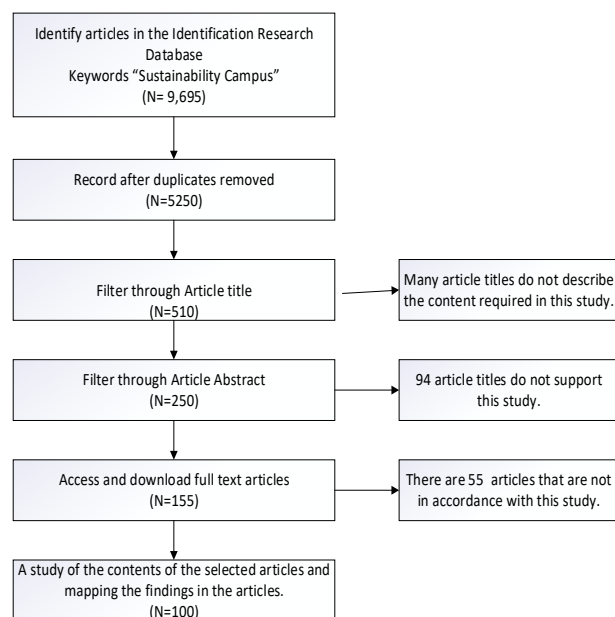 Identify articles in the Identification Research
Database
Keywords “Sustainability Campus”
(N= 9,695)
Record after duplicates removed
(N=5250)
Filter through Article title
(N=510)
Many article titles do not describe
the content required in this study.
Filter through Article Abstract
(N=250)
94 article titles do not support
this study.
Access and download full text articles
(N=155)
There are 55 articles that are not
in accordance with this study.
A study of the contents of the selected articles and
mapping the findings in the articles.
(N=100)